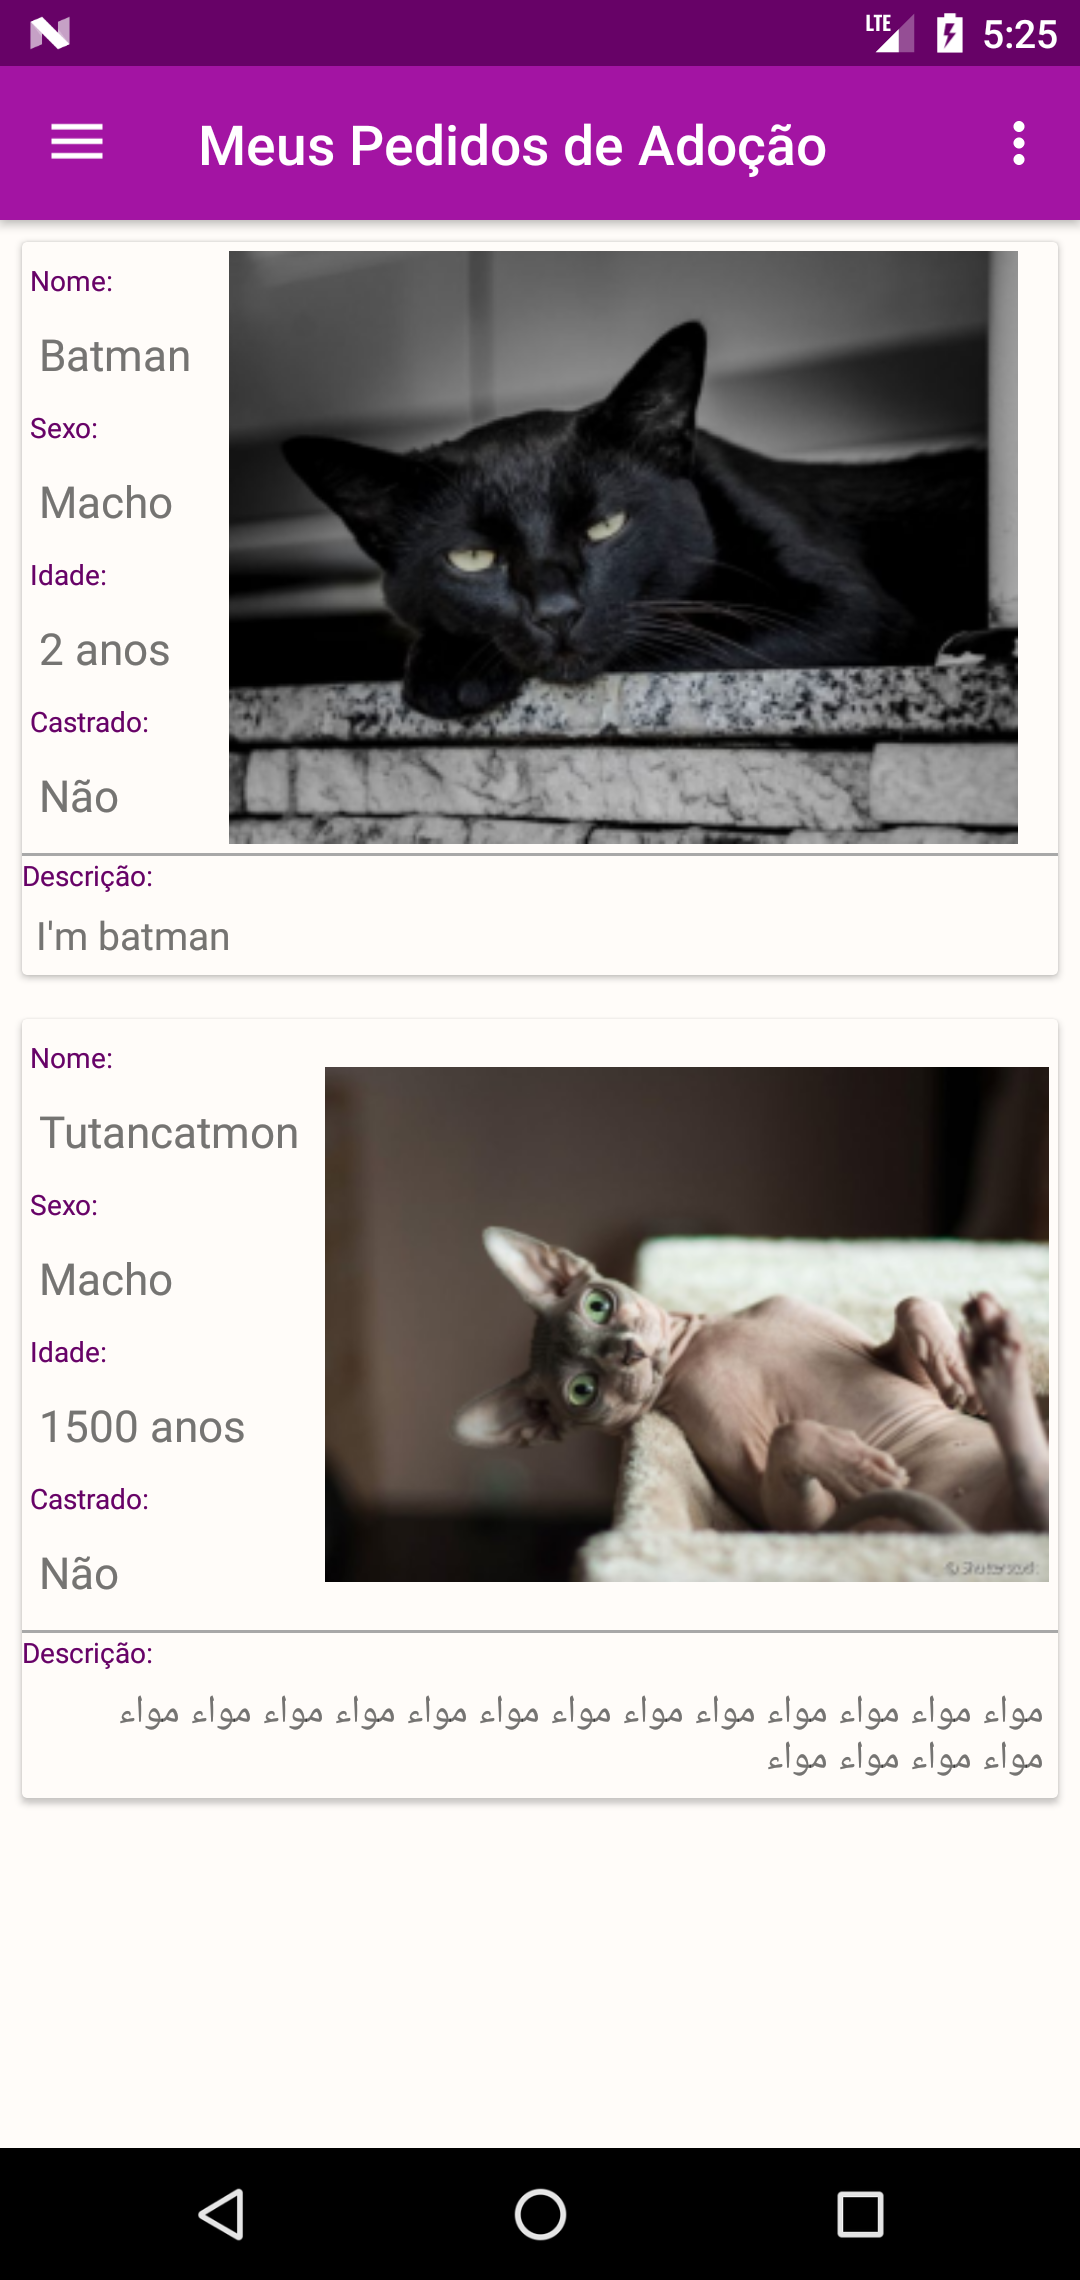 LTE 5:25
Meus Pedidos de Adoção
Nome:
Batman
Sexo:
Macho
Idade:
2 anos
Castrado:
Não
Descrição:
I'm batman
Nome:
Tutancatmon
Sexo:
Macho
Idade:
1500 anos
Castrado:
Não
Descrição:
مواء مواء مواء مواء مواء مواء مواء مواء مواء مواء مواء مواء مواء
مواء مواء مواء مواء